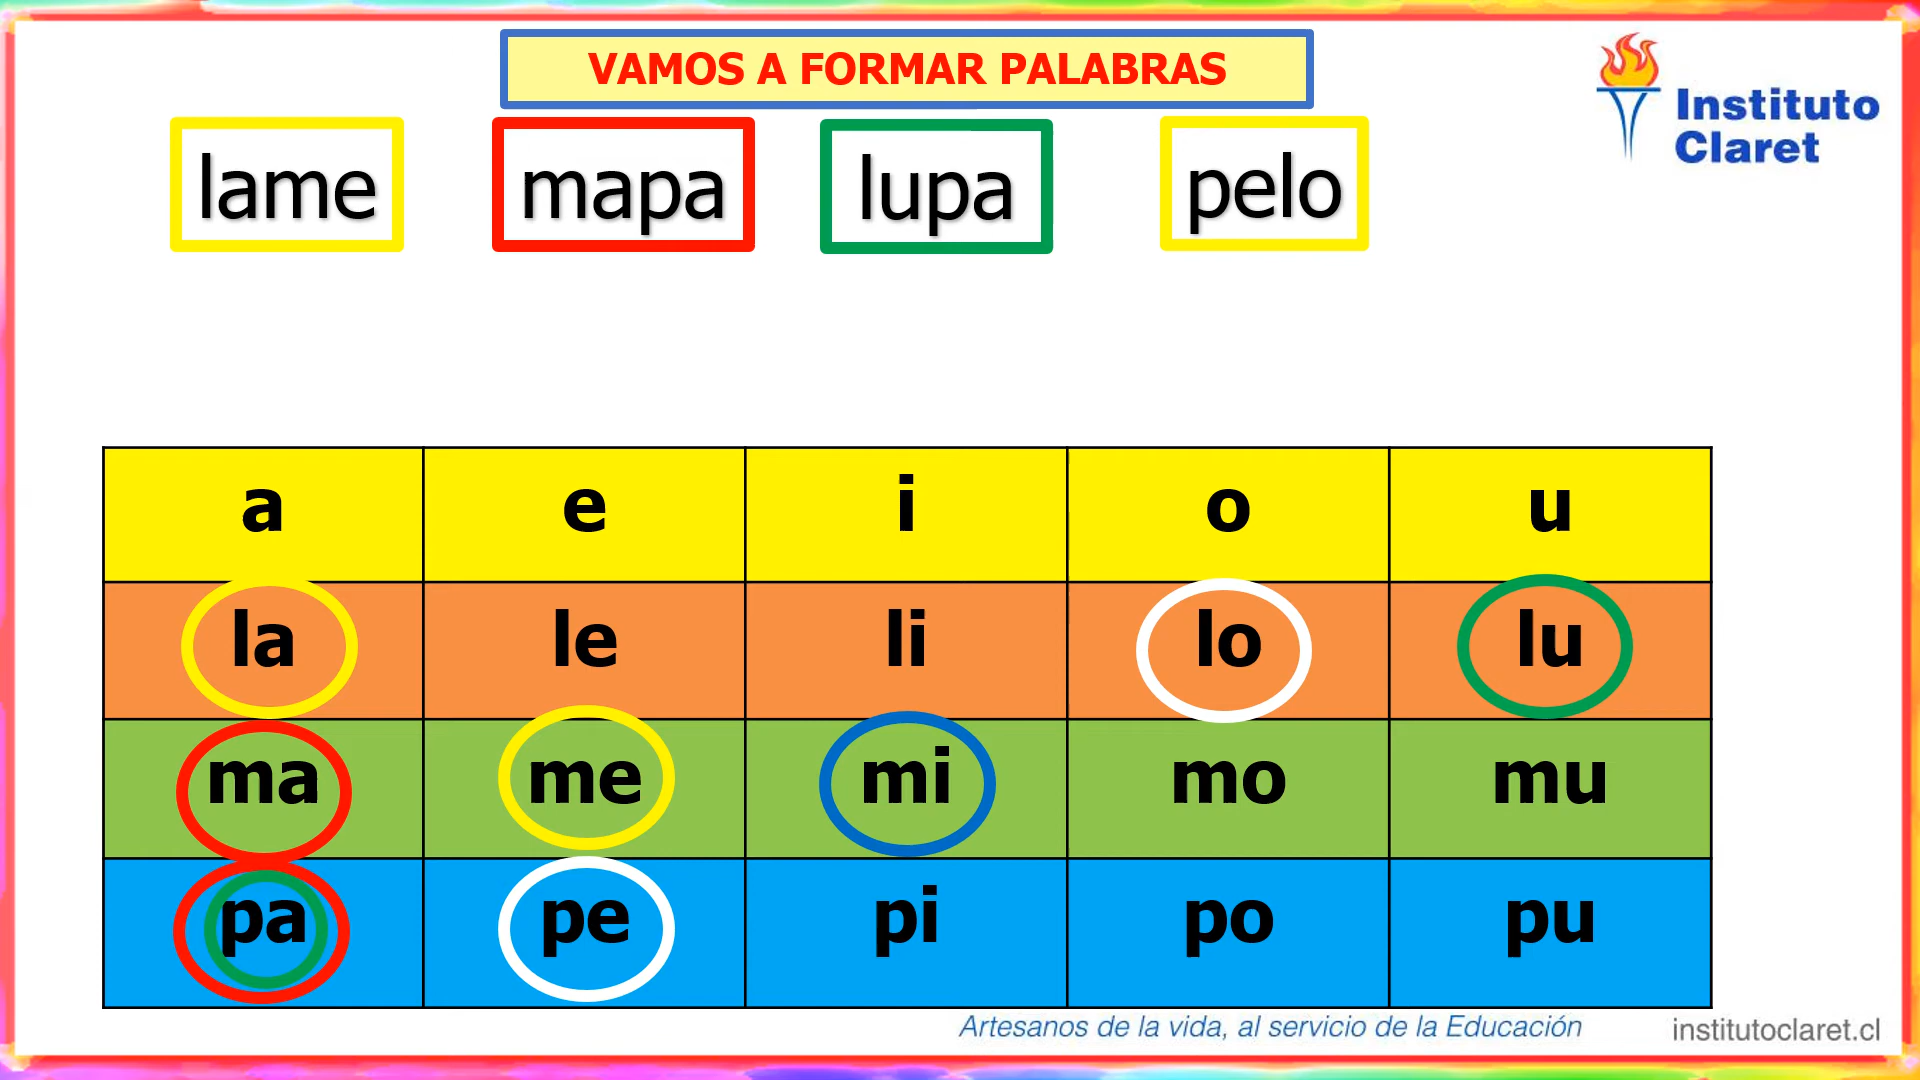 VAMOS A FORMAR PALABRAS
Instituto
Claret
lame mapa lupa pelo
a e i o u
la le li lo lu
ma me mi mo mu
pa pe pi po pu
Artesanos de la vida, al servicio de la Educación
institutoclaret.cl